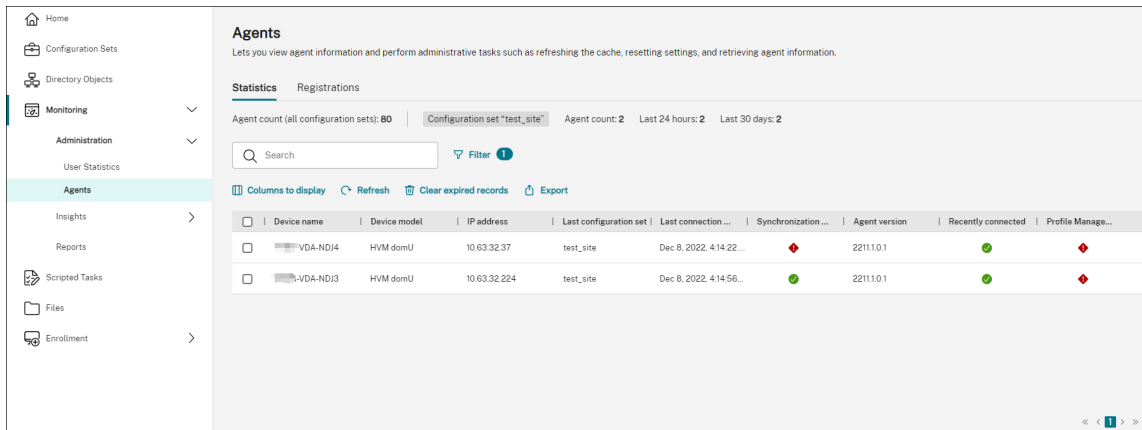 Home
Configuration Sets
Directory Objects
Monitoring
Administration
User Statistics
Agents
Insights
Reports
Scripted Tasks
Files
Enrollment
Agents
Lets you view agent information and perform administrative tasks such as refreshing the cache, resetting settings, and retrieving agent information.
Statistics Registrations
Agent count (all configuration sets): 80 Configuration set "test_site" Agent count: 2 Last 24 hours: 2 Last 30 days: 2
Search Filter 1
Columns to display Refresh Clear expired records Export
Device name Device model IP address Last configuration set Last connection ... Synchronization ... Agent version Recently connected Profile Manage...
-VDA-NDJ4 HVM domU 10.63.32.37 test_site Dec 8, 2022, 4:14:22 ... 2211.1.0.1
-VDA-NDJ3 HVM domU 10.63.32.224 test_site Dec 8, 2022, 4:14:56... 2211.1.0.1
« < 1 > »